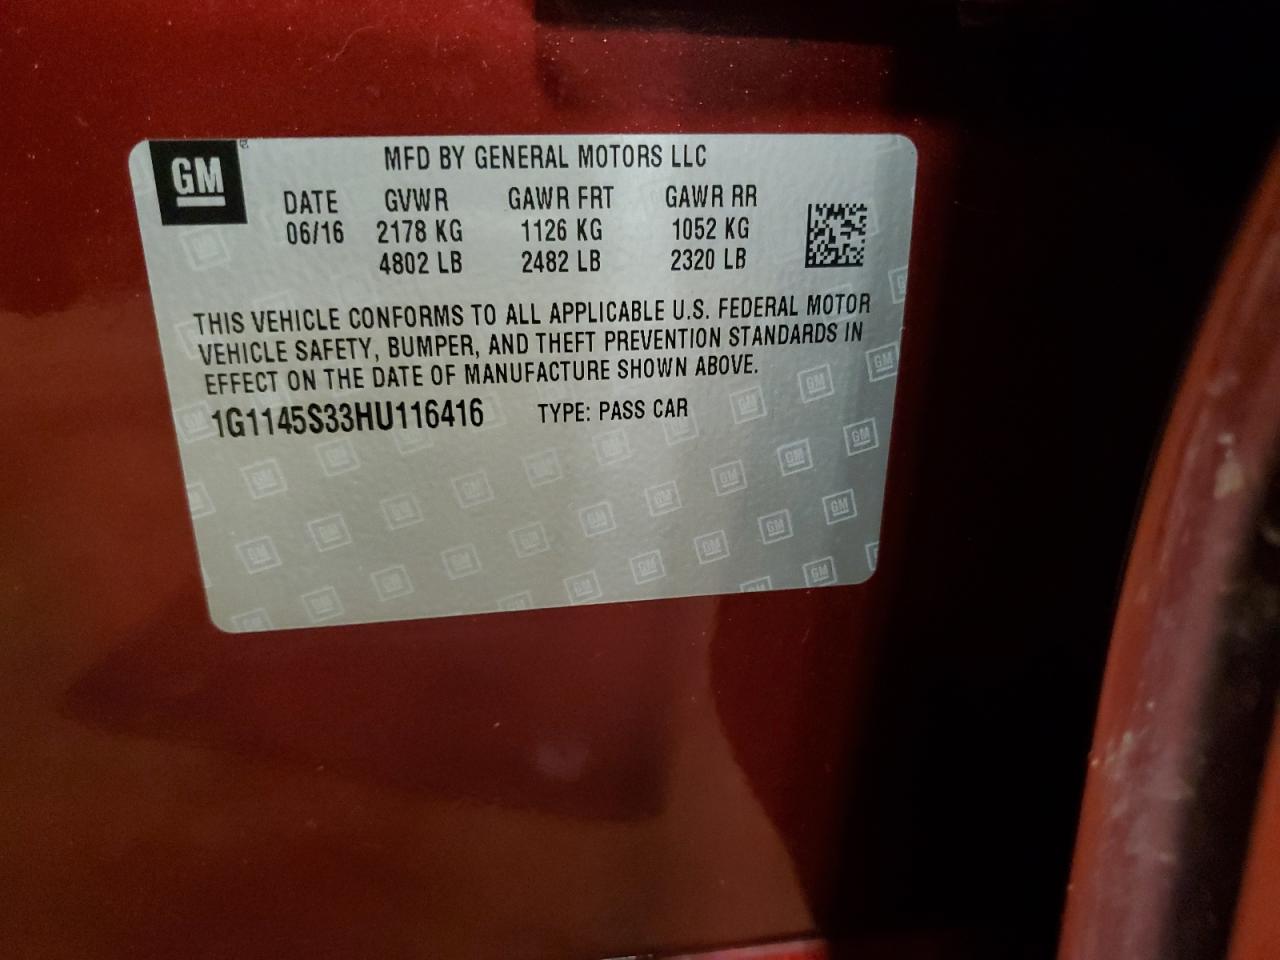 GM
MFD BY GENERAL MOTORS LLC
DATE GVWR GAWR FRT GAWR RR
06/16 2178 KG 1126 KG 1052 KG
4802 LB 2482 LB 2320 LB
THIS VEHICLE CONFORMS TO ALL APPLICABLE U.S. FEDERAL MOTOR
VEHICLE SAFETY, BUMPER, AND THEFT PREVENTION STANDARDS IN
EFFECT ON THE DATE OF MANUFACTURE SHOWN ABOVE.
1G1145S33HU116416 TYPE: PASS CAR